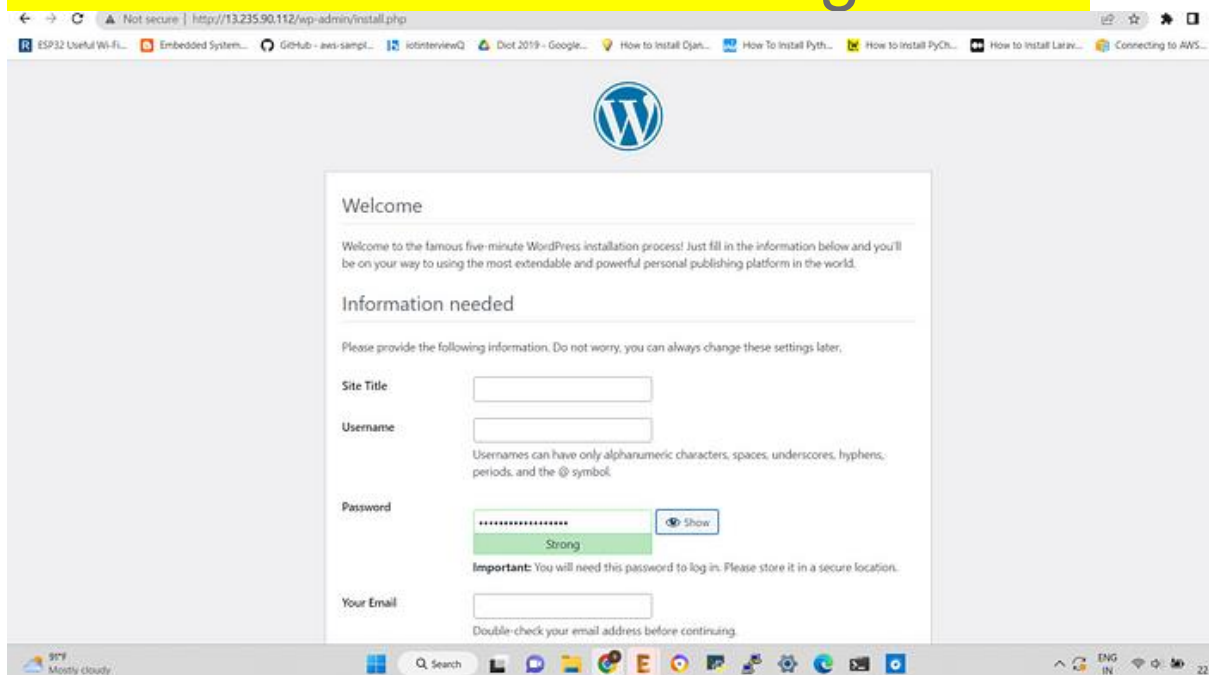 g
Not secure | http://13.235.90.112/wp-admin/install.php
ESP32 Useful Wi-Fi... Embedded System... GitHub - aws-sampl... iotinterviewQ Diot 2019 - Google... How to Install Djan... How To Install Pyth... How to Install PyCh... How to Install Larav... Connecting to AWS...
Welcome
Welcome to the famous five-minute WordPress installation process! Just fill in the information below and you'll
be on your way to using the most extendable and powerful personal publishing platform in the world.
Information needed
Please provide the following information. Do not worry, you can always change these settings later.
Site Title
Username
Usernames can have only alphanumeric characters, spaces, underscores, hyphens,
periods, and the @ symbol.
Password
•••••••••••••••••• Show
Strong
Important: You will need this password to log in. Please store it in a secure location.
Your Email
Double-check your email address before continuing.
91°F
Mostly cloudy
Search
ENG
IN
22